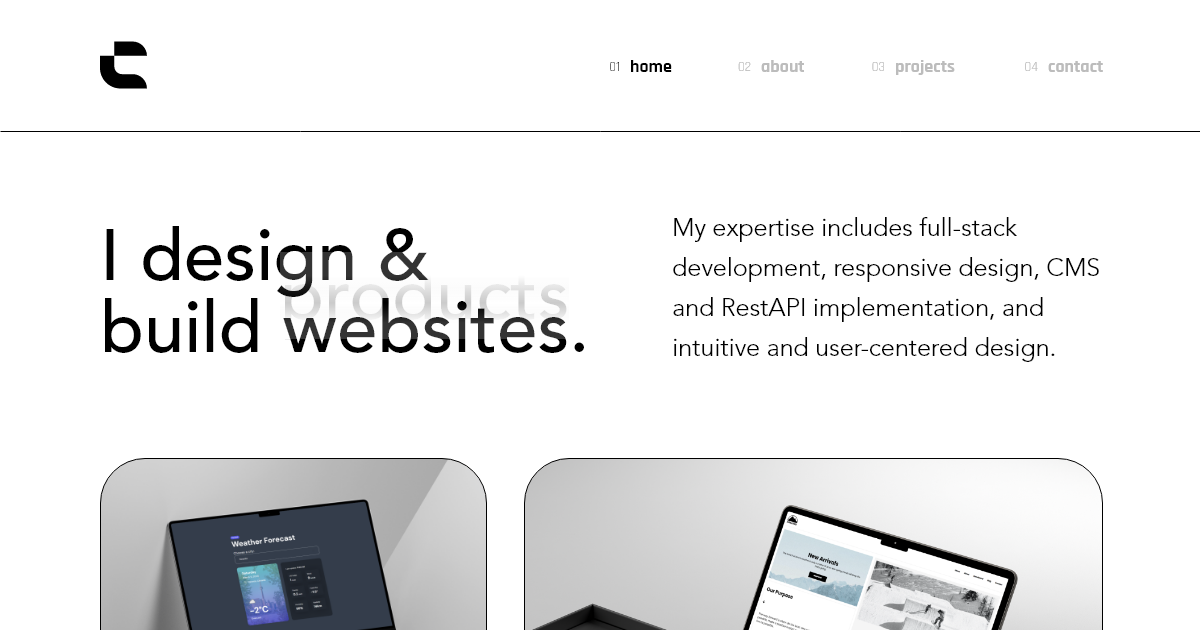 01 home
02 about
03 projects
04 contact
I design &
products
build websites.
My expertise includes full-stack
development, responsive design, CMS
and RestAPI implementation, and
intuitive and user-centered design.
Weather Forecast
-2°C
New Arrivals
Our Purpose